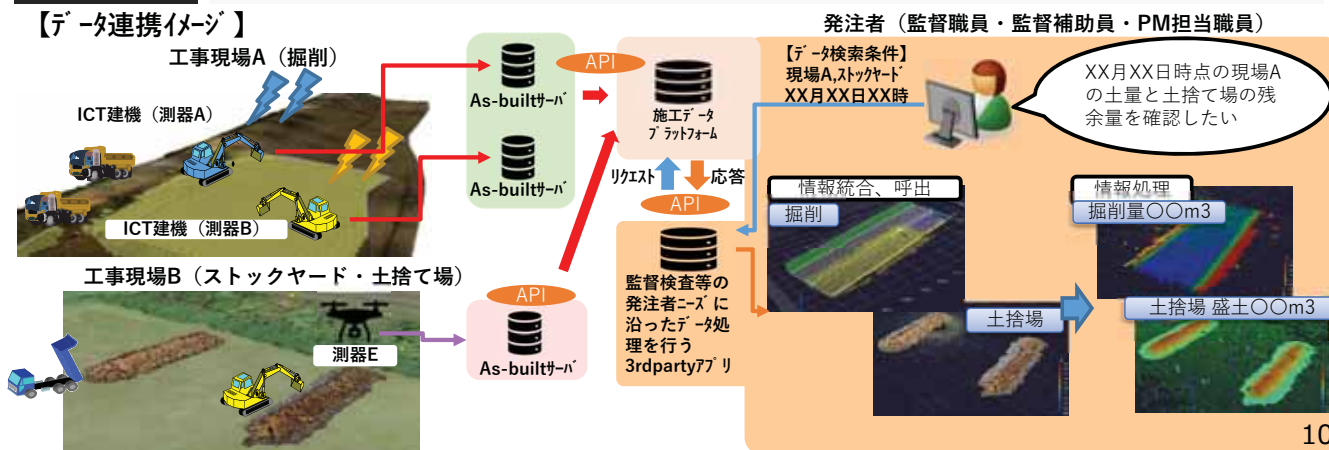 【データ連携イメージ】
工事現場A（掘削）
ICT建機（測器A）
ICT建機（測器B）
工事現場B（ストックヤード・土捨て場）
測器E
As-builtサーバ
As-builtサーバ
API
As-builtサーバ
API
施工データ
プラットフォーム
リクエスト
応答
API
監督検査等の
発注者ニーズに
沿ったデータ処
理を行う
3rdpartyアプリ
発注者（監督職員・監督補助員・PM担当職員）
【データ検索条件】
現場A,ストックヤード
XX月XX日XX時
XX月XX日時点の現場A
の土量と土捨て場の残
余量を確認したい
情報統合、呼出
掘削
土捨場
情報処理
掘削量〇〇m3
土捨場 盛土〇〇m3
10